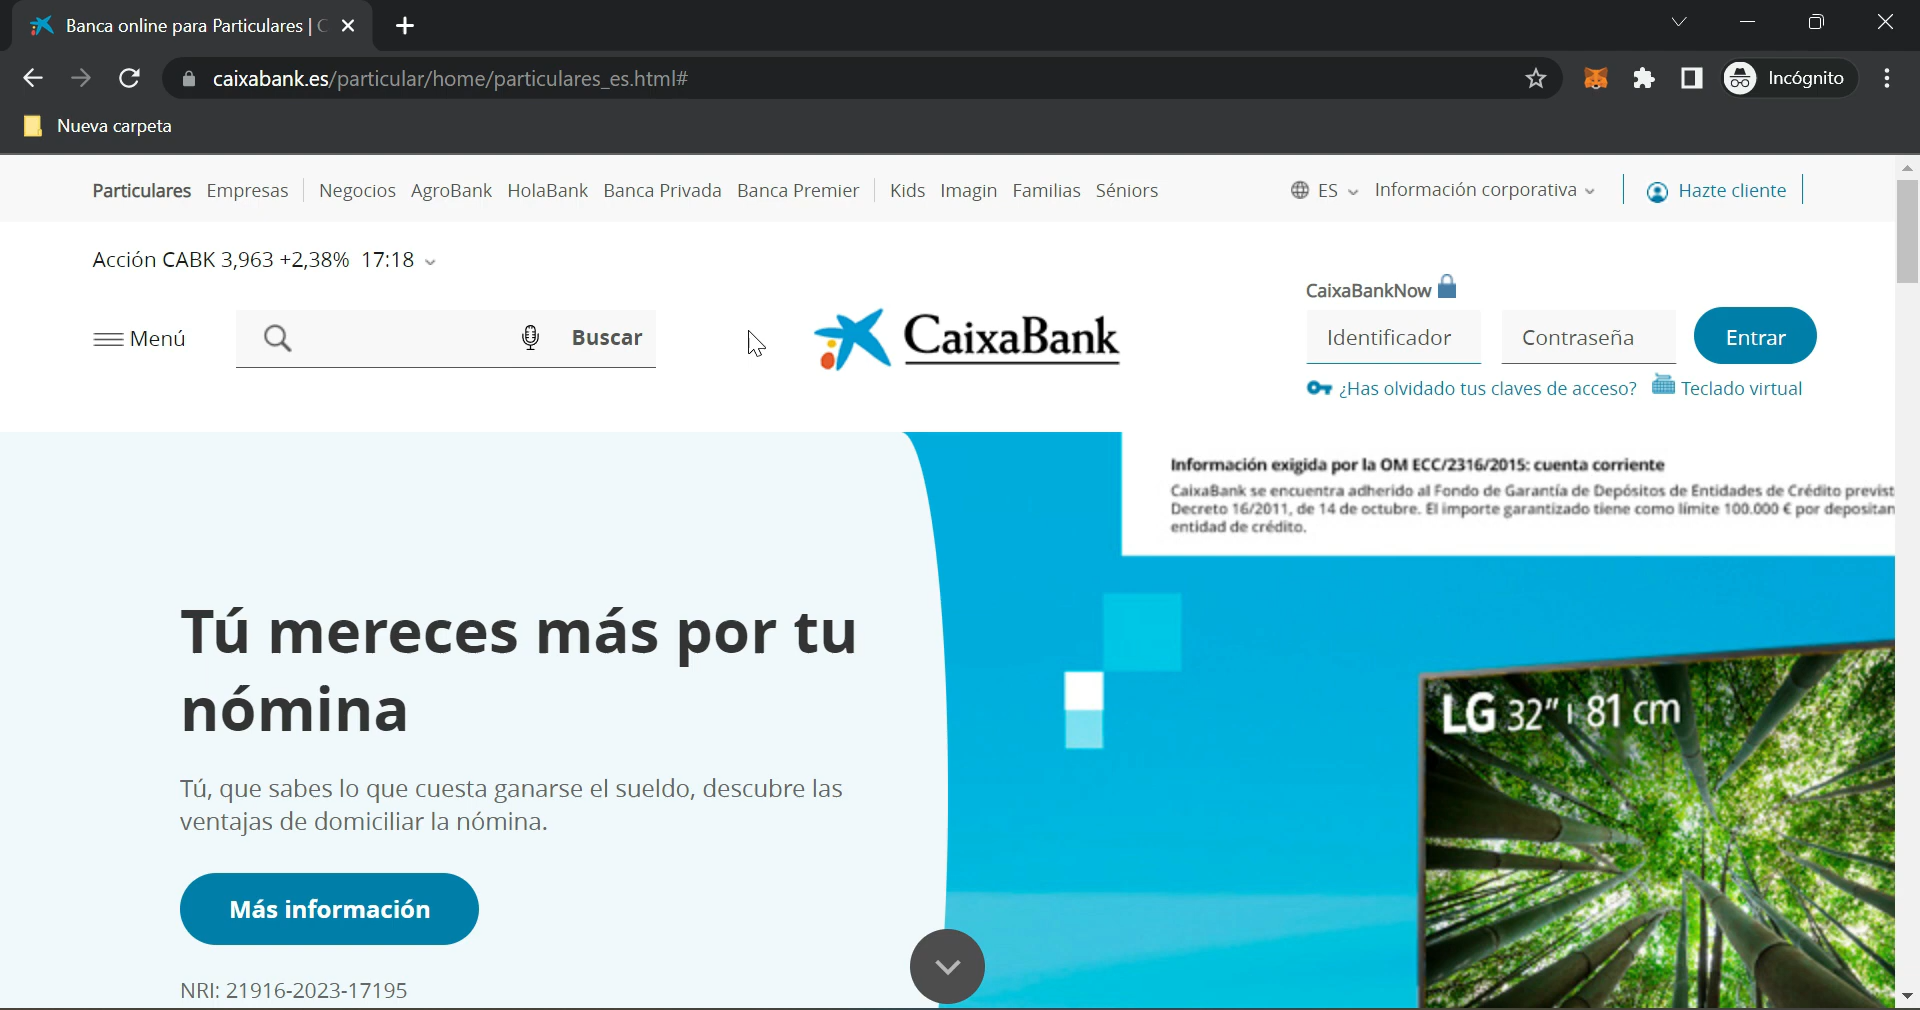 Banca online para Particulares | C
caixabank.es/particular/home/particulares_es.html#
Incógnito
Nueva carpeta
Particulares Empresas Negocios AgroBank HolaBank Banca Privada Banca Premier Kids Imagin Familias Séniors ES Información corporativa Hazte cliente
Acción CABK 3,963 +2,38% 17:18
CaixaBankNow
Menú Buscar CaixaBank Identificador Contraseña Entrar
¿Has olvidado tus claves de acceso? Teclado virtual
Información exigida por la OM ECC/2316/2015: cuenta corriente
CaixaBank se encuentra adherido al Fondo de Garantía de Depósitos de Entidades de Crédito previst
Decreto 16/2011, de 14 de octubre. El importe garantizado tiene como límite 100.000 € por depositan
entidad de crédito.
Tú mereces más por tu
nómina
LG 32" | 81 cm
Tú, que sabes lo que cuesta ganarse el sueldo, descubre las
ventajas de domiciliar la nómina.
Más información
NRI: 21916-2023-17195